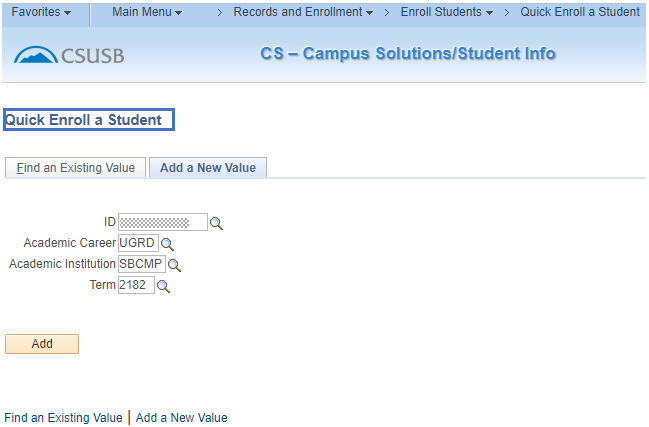 Favorites Main Menu > Records and Enrollment > Enroll Students > Quick Enroll a Student
CSUSB CS – Campus Solutions/Student Info
Quick Enroll a Student
Find an Existing Value Add a New Value
ID
Academic Career UGRD
Academic Institution SBCMP
Term 2182
Add
Find an Existing Value | Add a New Value